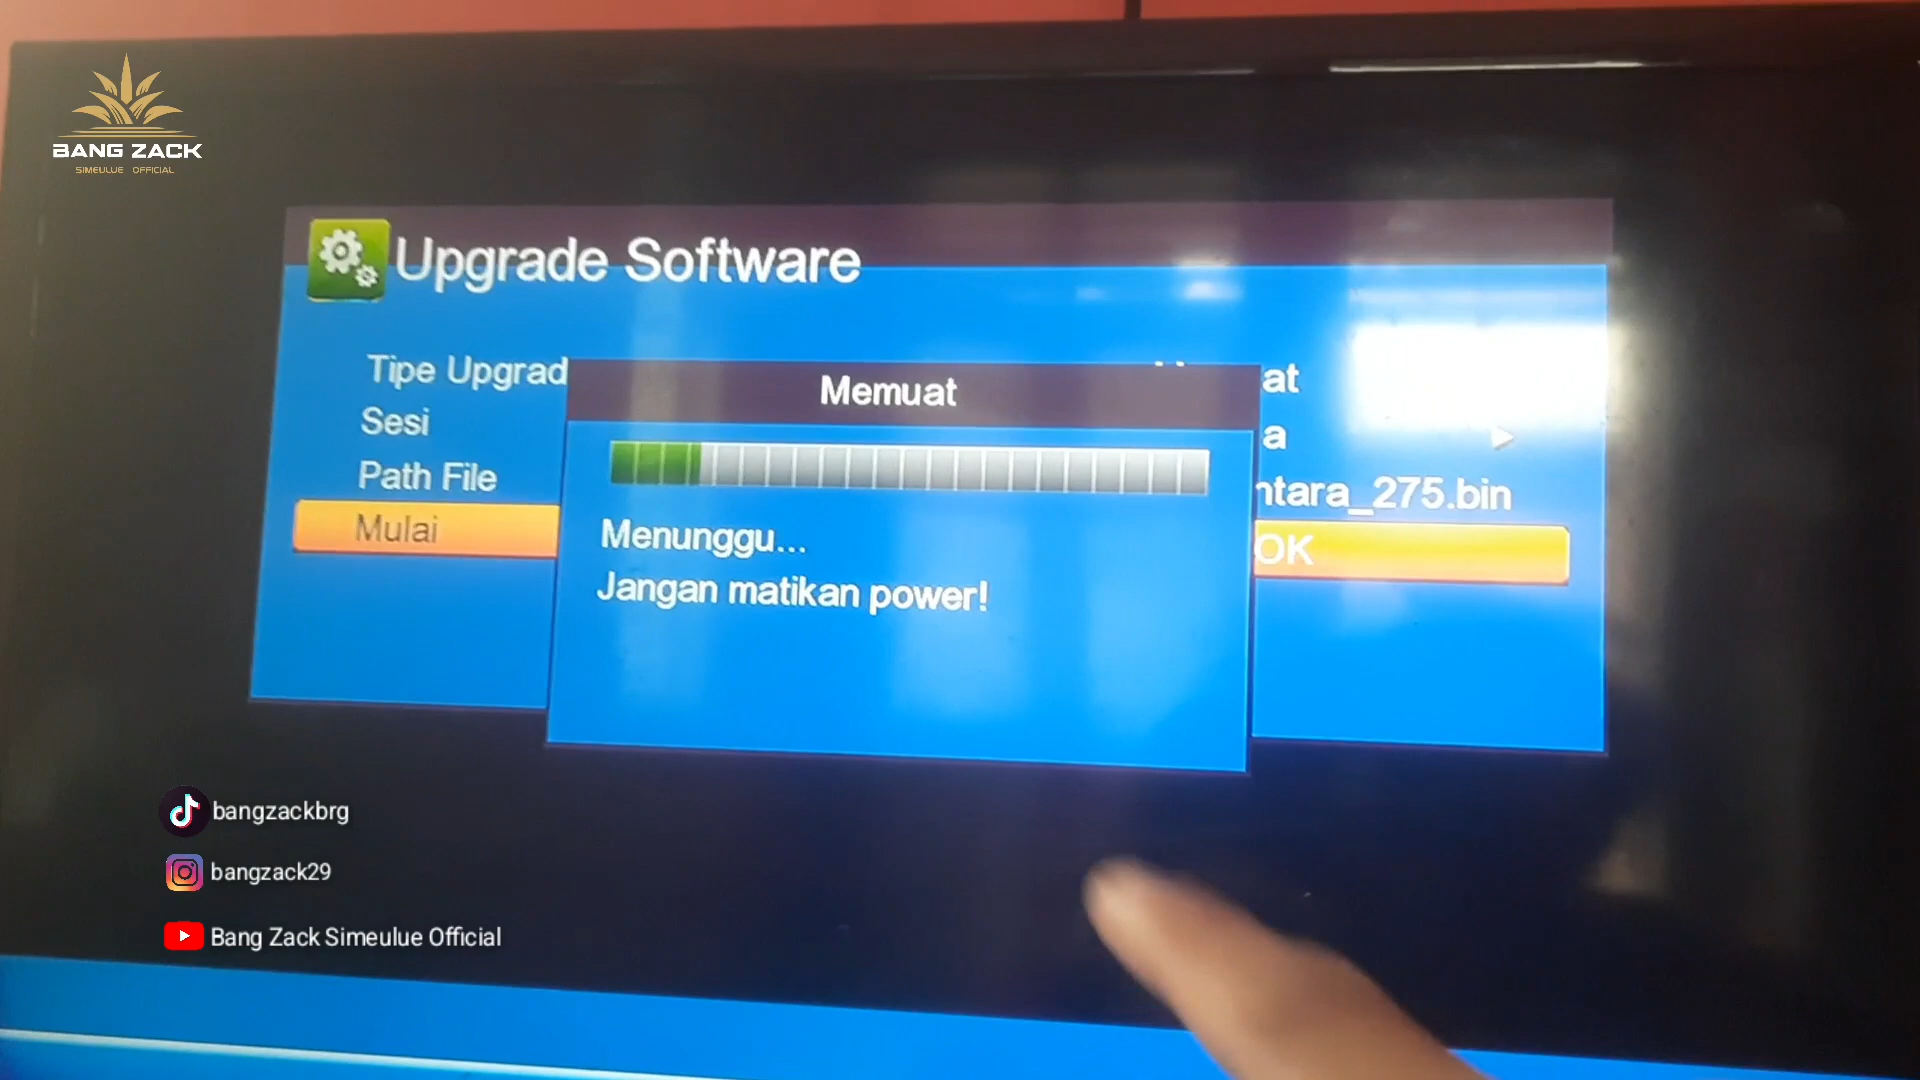 BANG ZACK
SIMEULUE OFFICIAL
Upgrade Software
Tipe Upgrad
at
Sesi
a
Path File
ntara_275.bin
Mulai
OK
Memuat
Menunggu...
Jangan matikan power!
bangzackbrg
bangzack29
Bang Zack Simeulue Official